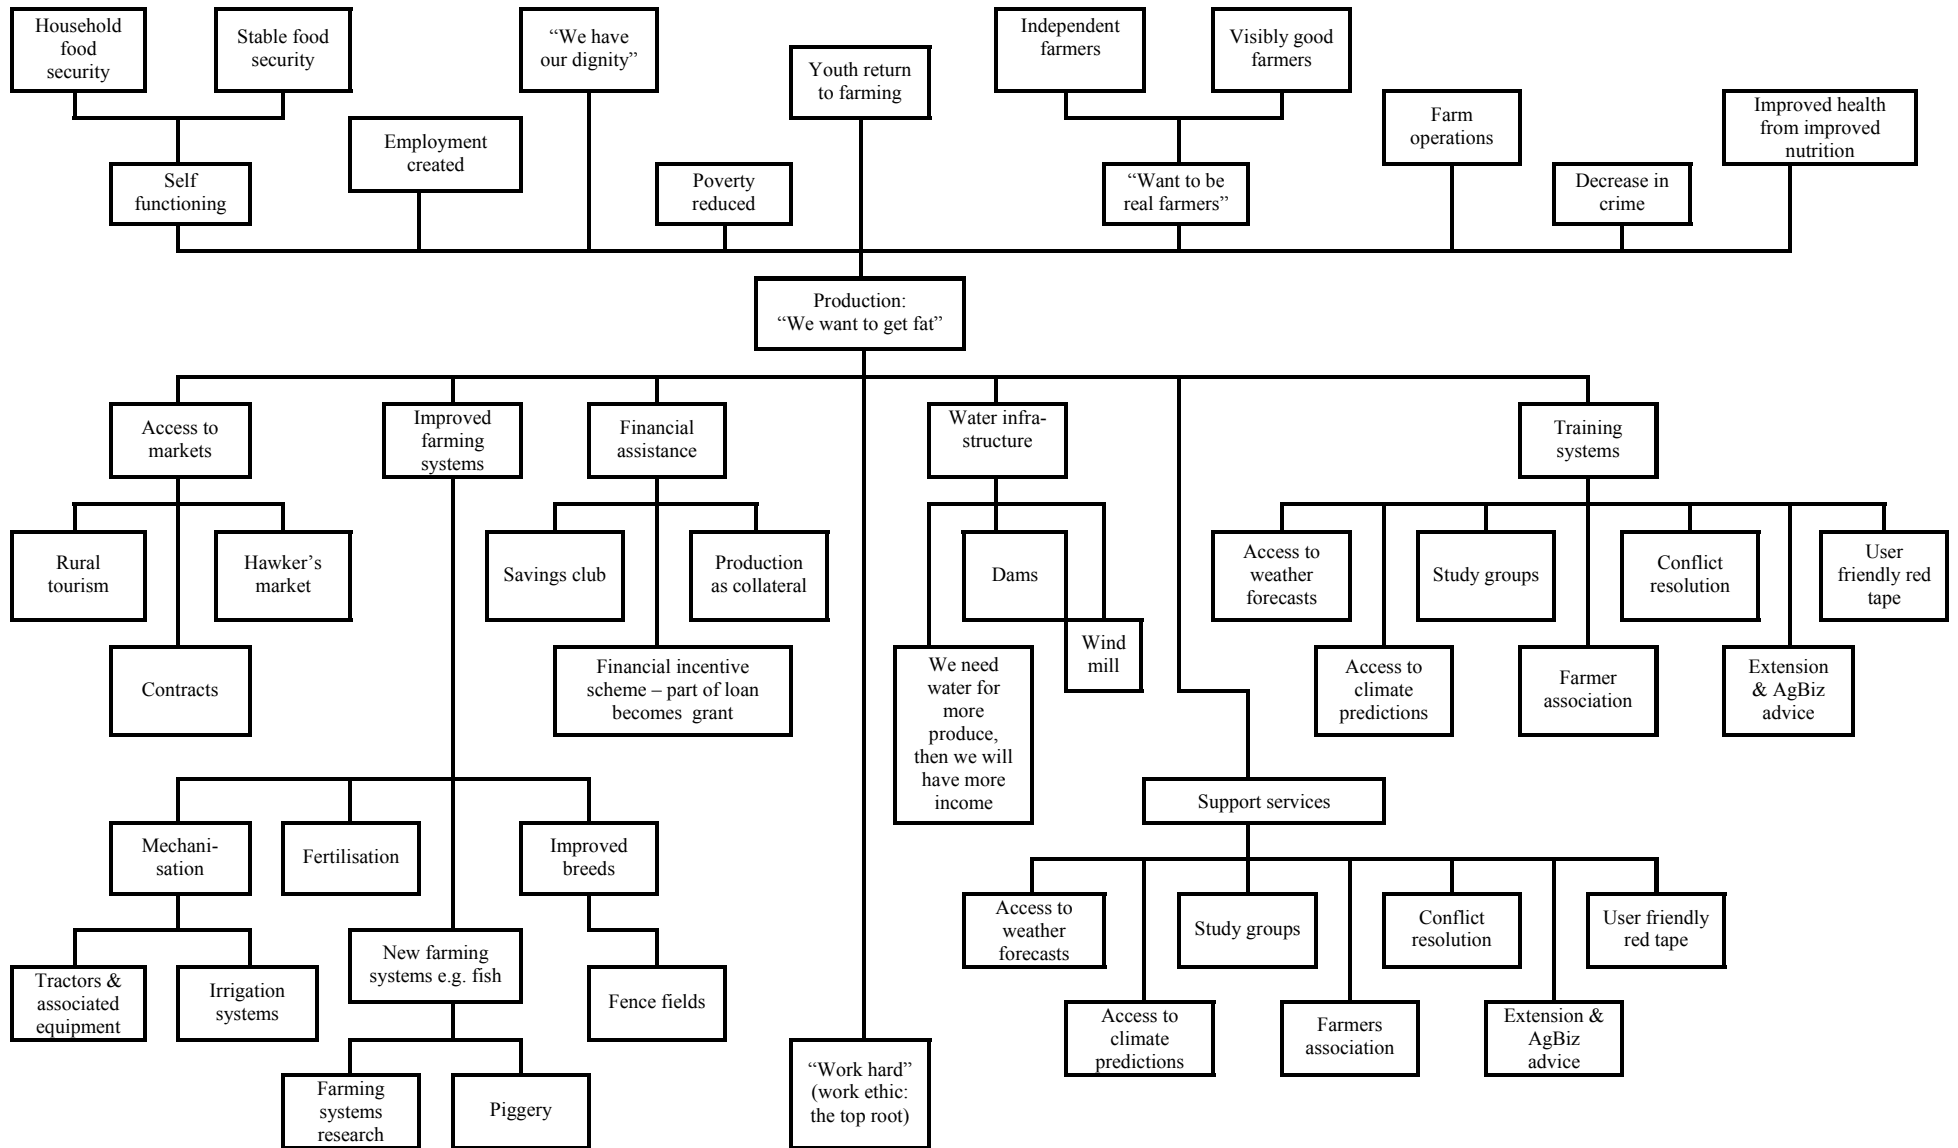 Household
food
security
Stable food
security
“We have
our dignity”
Youth return
to farming
Independent
farmers
Visibly good
farmers
Farm
operations
Improved health
from improved
nutrition
Employment
created
Self
functioning
Poverty
reduced
“Want to be
real farmers”
Decrease in
crime
Production:
“We want to get fat”
Access to
markets
Improved
farming
systems
Financial
assistance
Water infra-
structure
Training
systems
Rural
tourism
Hawker’s
market
Contracts
Savings club
Production
as collateral
Financial incentive
scheme – part of loan
becomes grant
Dams
Wind
mill
We need
water for
more
produce,
then we will
have more
income
Access to
weather
forecasts
Study groups
Conflict
resolution
User
friendly red
tape
Access to
climate
predictions
Farmer
association
Extension
& AgBiz
advice
Support services
Mechani-
sation
Fertilisation
Improved
breeds
Tractors &
associated
equipment
Irrigation
systems
New farming
systems e.g. fish
Fence fields
Farming
systems
research
Piggery
“Work hard”
(work ethic:
the top root)
Access to
weather
forecasts
Study groups
Conflict
resolution
User friendly
red tape
Access to
climate
predictions
Farmers
association
Extension &
AgBiz
advice